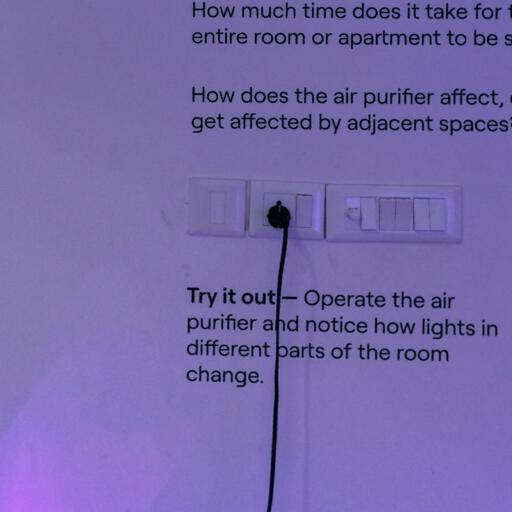 How much time does it take for
entire room or apartment to be
How does the air purifier affect,
get affected by adjacent spaces?
Try it out — Operate the air
purifier and notice how lights in
different parts of the room
change.